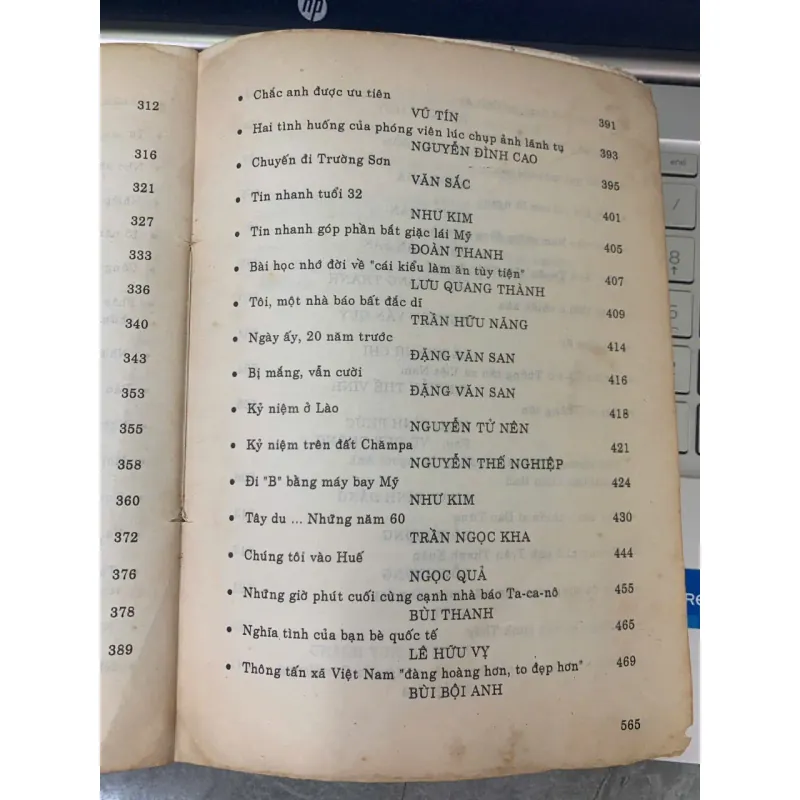 hp
312
316
321
327
333
336
340
343
353
355
358
360
372
376
378
389
• Chắc anh được ưu tiên
VŨ TÍN 391
• Hai tình huống của phóng viên lúc chụp ảnh lãnh tụ
NGUYỄN ĐÌNH CAO 393
• Chuyến đi Trường Sơn
VĂN SẮC 395
• Tin nhanh tuổi 32
NHƯ KIM 401
• Tin nhanh góp phần bắt giặc lái Mỹ
ĐOÀN THANH 405
• Bài học nhớ đời về "cái kiểu làm ăn tùy tiện"
LƯU QUANG THÀNH 407
• Tôi, một nhà báo bất đắc dĩ
TRẦN HỮU NĂNG 409
• Ngày ấy, 20 năm trước
ĐẶNG VĂN SAN 414
• Bị mắng, vẫn cười
ĐẶNG VĂN SAN 416
• Kỷ niệm ở Lào
NGUYỄN TỬ NÊN 418
• Kỷ niệm trên đất Chămpa
NGUYỄN THẾ NGHIỆP 421
• Đi "B" bằng máy bay Mỹ
NHƯ KIM 424
• Tây du ... Những năm 60
TRẦN NGỌC KHA 430
• Chúng tôi vào Huế
NGỌC QUẢ 444
• Những giờ phút cuối cùng cạnh nhà báo Ta-ca-nô
BÙI THANH 455
• Nghĩa tình của bạn bè quốc tế
LÊ HỮU VỴ 465
• Thông tấn xã Việt Nam "đàng hoàng hơn, to đẹp hơn"
BÙI BỘI ANH 469
565